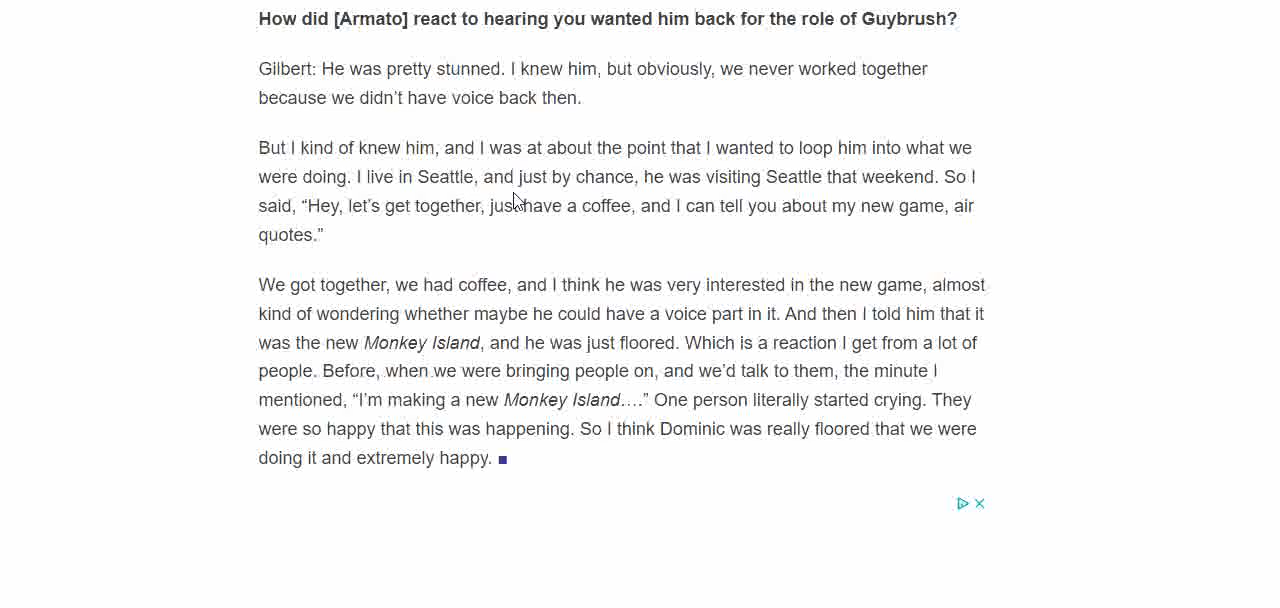 How did [Armato] react to hearing you wanted him back for the role of Guybrush?
Gilbert: He was pretty stunned. I knew him, but obviously, we never worked together
because we didn’t have voice back then.
But I kind of knew him, and I was at about the point that I wanted to loop him into what we
were doing. I live in Seattle, and just by chance, he was visiting Seattle that weekend. So I
said, “Hey, let’s get together, just have a coffee, and I can tell you about my new game, air
quotes.”
We got together, we had coffee, and I think he was very interested in the new game, almost
kind of wondering whether maybe he could have a voice part in it. And then I told him that it
was the new Monkey Island, and he was just floored. Which is a reaction I get from a lot of
people. Before, when we were bringing people on, and we’d talk to them, the minute I
mentioned, “I’m making a new Monkey Island….” One person literally started crying. They
were so happy that this was happening. So I think Dominic was really floored that we were
doing it and extremely happy.